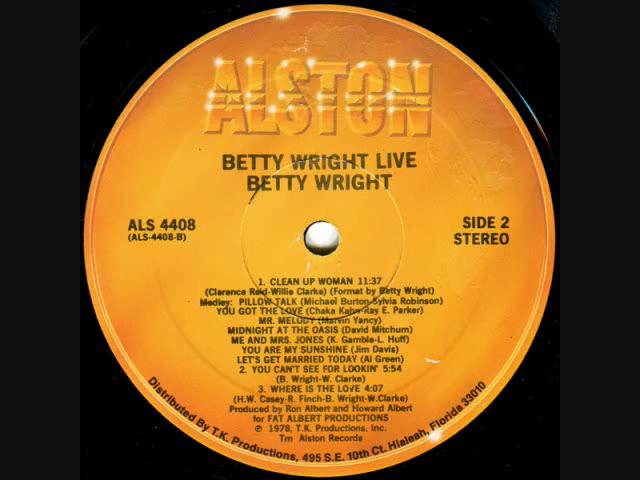 ALSTON
BETTY WRIGHT LIVE
BETTY WRIGHT
ALS 4408
(ALS-4408-B)
SIDE 2
STEREO
1. CLEAN UP WOMAN 11:37
(Clarence Reid-Willie Clarke) (Format by Betty Wright)
Medley: PILLOW TALK (Michael Burton-Sylvia Robinson)
YOU GOT THE LOVE (Chaka Kahn-Ray E. Parker)
MR. MELODY (Marvin Yancy)
MIDNIGHT AT THE OASIS (David Mitchum)
ME AND MRS. JONES (K. Gamble-L. Huff)
YOU ARE MY SUNSHINE (Jim Davis)
LET'S GET MARRIED TODAY (Al Green)
2. YOU CAN'T SEE FOR LOOKIN' 5:54
(B. Wright-W. Clarke)
3. WHERE IS THE LOVE 4:07
(H.W. Casey-R. Finch-B. Wright-W.Clarke)
Produced by Ron Albert and Howard Albert
for FAT ALBERT PRODUCTIONS
℗ 1978, T.K. Productions, Inc.
Tm Alston Records
Distributed By T.K. Productions, 495 S.E. 10th Ct. Hialeah, Florida 33010